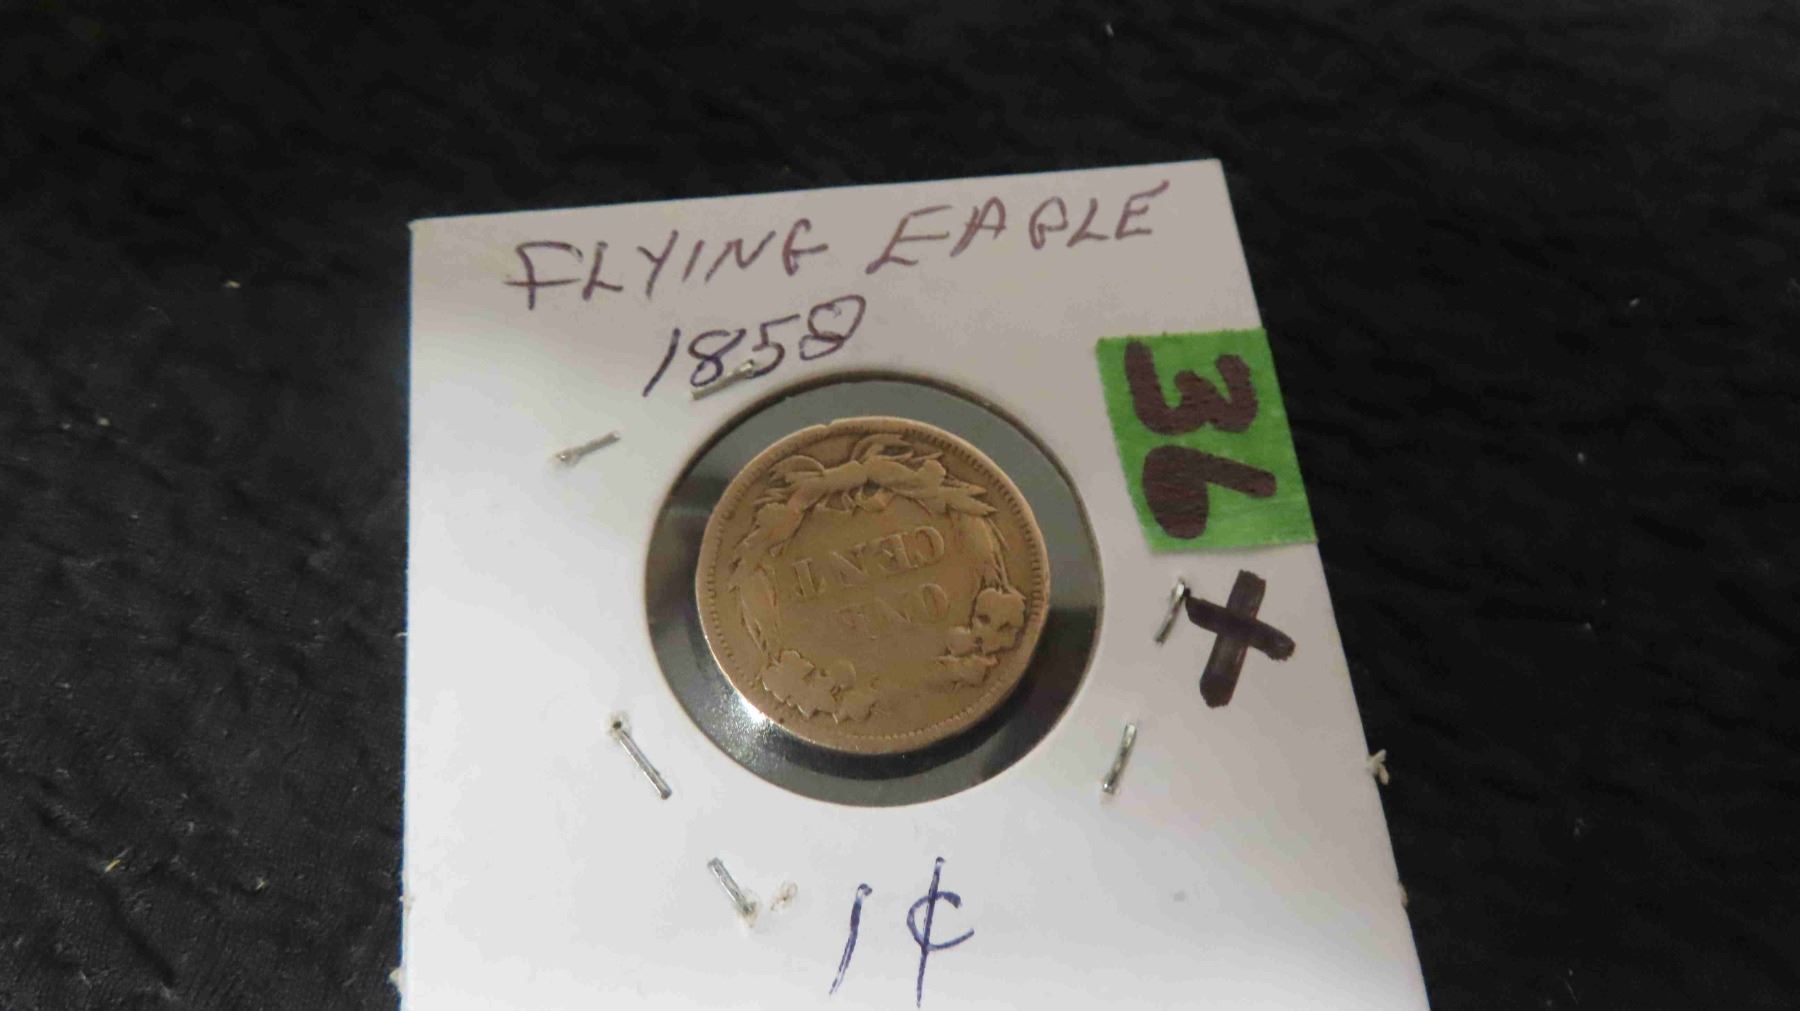 FLYING EAGLE
1858
36
X
CENT
ONE
1¢